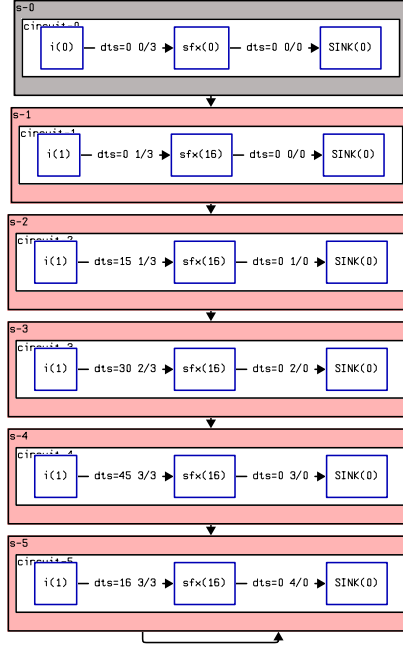 s-0
circuit-0
i(0) dts=0 0/3 sfx(0) dts=0 0/0 SINK(0)
s-1
circuit-1
i(1) dts=0 1/3 sfx(16) dts=0 0/0 SINK(0)
s-2
circuit-2
i(1) dts=15 1/3 sfx(16) dts=0 1/0 SINK(0)
s-3
circuit-3
i(1) dts=30 2/3 sfx(16) dts=0 2/0 SINK(0)
s-4
circuit-4
i(1) dts=45 3/3 sfx(16) dts=0 3/0 SINK(0)
s-5
circuit-5
i(1) dts=16 3/3 sfx(16) dts=0 4/0 SINK(0)